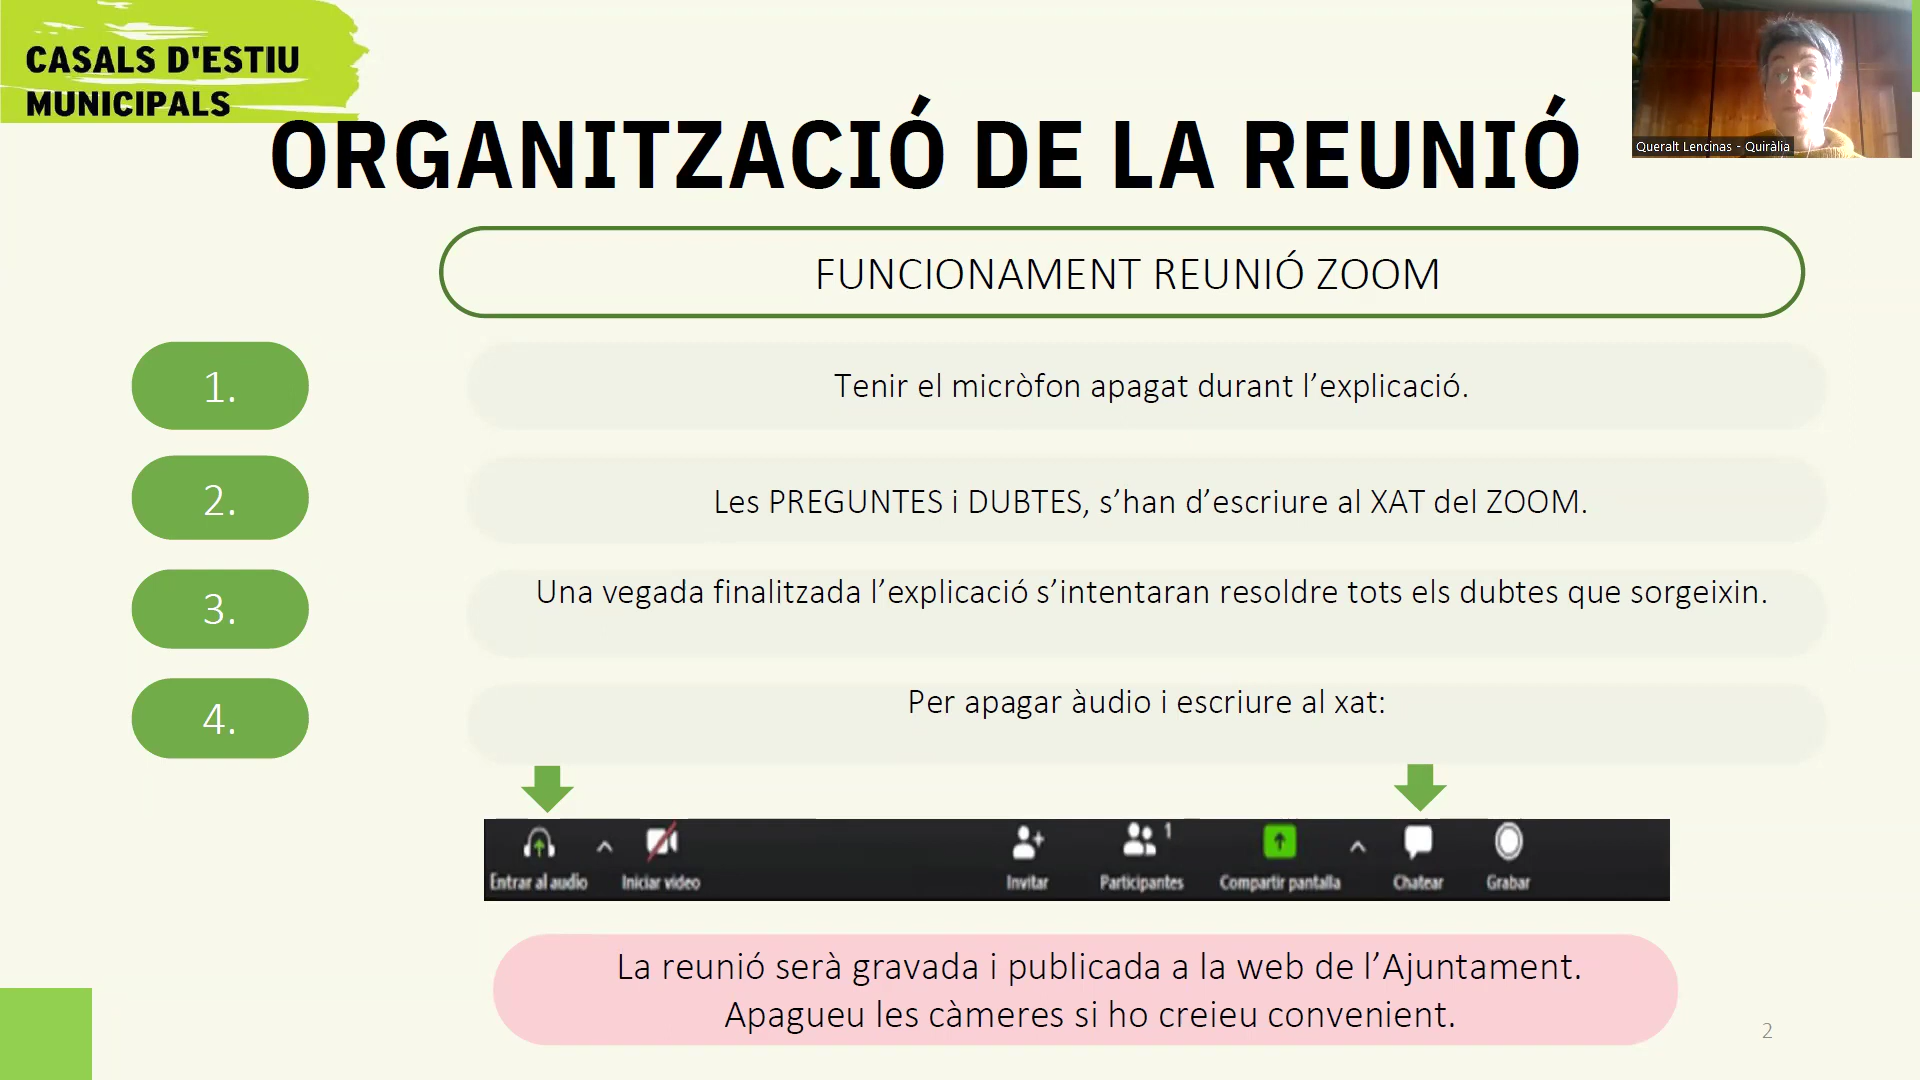 CASALS D'ESTIU
MUNICIPALS
ORGANITZACIÓ DE LA REUNIÓ
Queralt Lencinas - Quiràlia
FUNCIONAMENT REUNIÓ ZOOM
1.
Tenir el micròfon apagat durant l’explicació.
2.
Les PREGUNTES i DUBTES, s’han d’escriure al XAT del ZOOM.
3.
Una vegada finalitzada l’explicació s’intentaran resoldre tots els dubtes que sorgeixin.
4.
Per apagar àudio i escriure al xat:
1
Entrar al audio
Iniciar video
Invitar
Participantes
Compartir pantalla
Chatear
Grabar
La reunió serà gravada i publicada a la web de l’Ajuntament.
Apagueu les càmeres si ho creieu convenient.
2